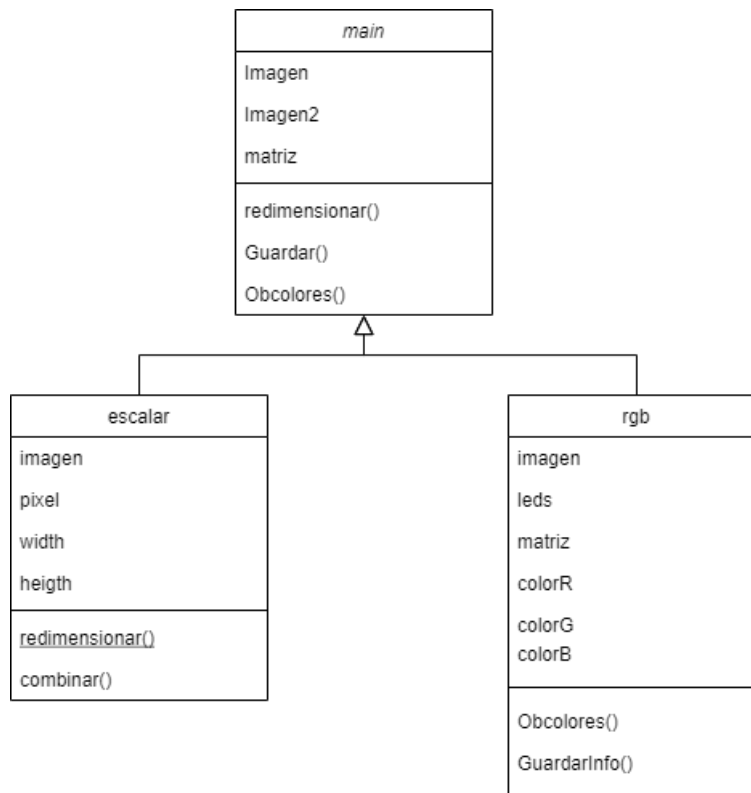 main
Imagen
Imagen2
matriz
redimensionar()
Guardar()
Obcolores()
escalar
imagen
pixel
width
heigth
redimensionar()
combinar()
rgb
imagen
leds
matriz
colorR
colorG
colorB
Obcolores()
GuardarInfo()